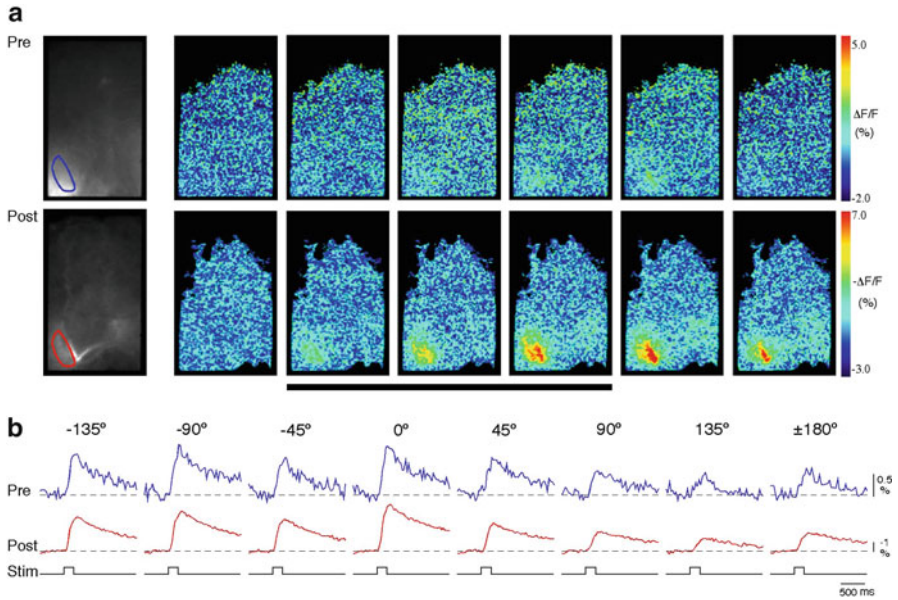 a
Pre
5.0
ΔF/F
(%)
-2.0
Post
7.0
-ΔF/F
(%)
-3.0
b
-135º -90º -45º 0º 45º 90º 135º ±180º
Pre
0.5
%
Post
-1
%
Stim
500 ms